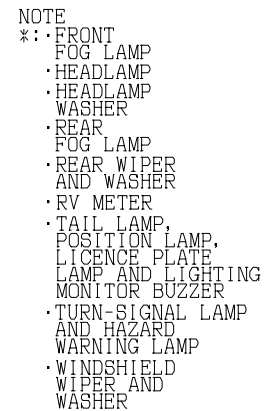 NOTE
*:·FRONT
FOG LAMP
·HEADLAMP
·HEADLAMP
WASHER
·REAR
FOG LAMP
·REAR WIPER
AND WASHER
·RV METER
·TAIL LAMP,
POSITION LAMP,
LICENCE PLATE
LAMP AND LIGHTING
MONITOR BUZZER
·TURN-SIGNAL LAMP
AND HAZARD
WARNING LAMP
·WINDSHIELD
WIPER AND
WASHER